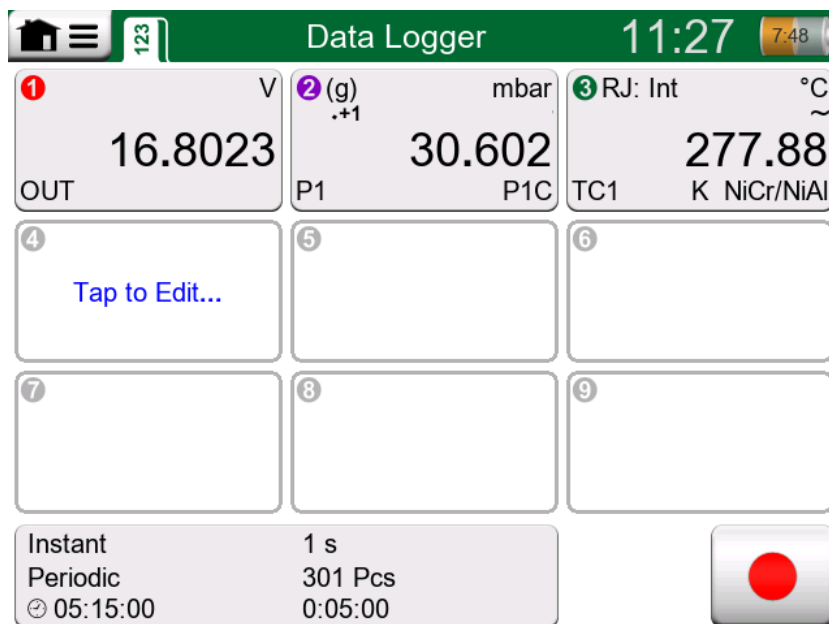 123 Data Logger 11:27 7:48
1 V
16.8023
OUT
2 (g) mbar
.+1
30.602
P1 P1C
3 RJ: Int °C
~
277.88
TC1 K NiCr/NiAl
4
Tap to Edit...
5
6
7
8
9
Instant 1 s
Periodic 301 Pcs
05:15:00 0:05:00